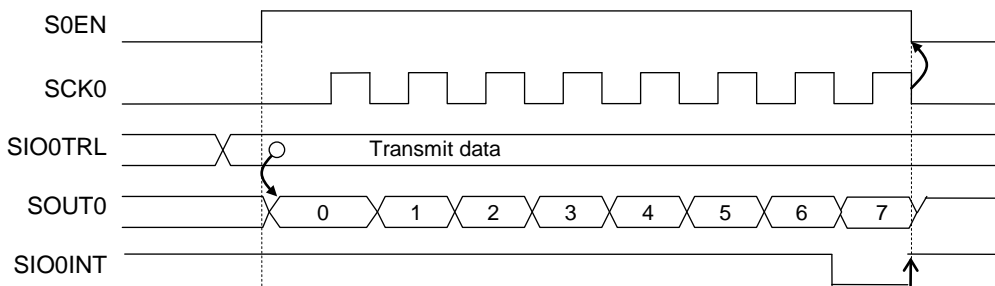 S0EN
SCK0
SIO0TRL Transmit data
SOUT0 0 1 2 3 4 5 6 7
SIO0INT